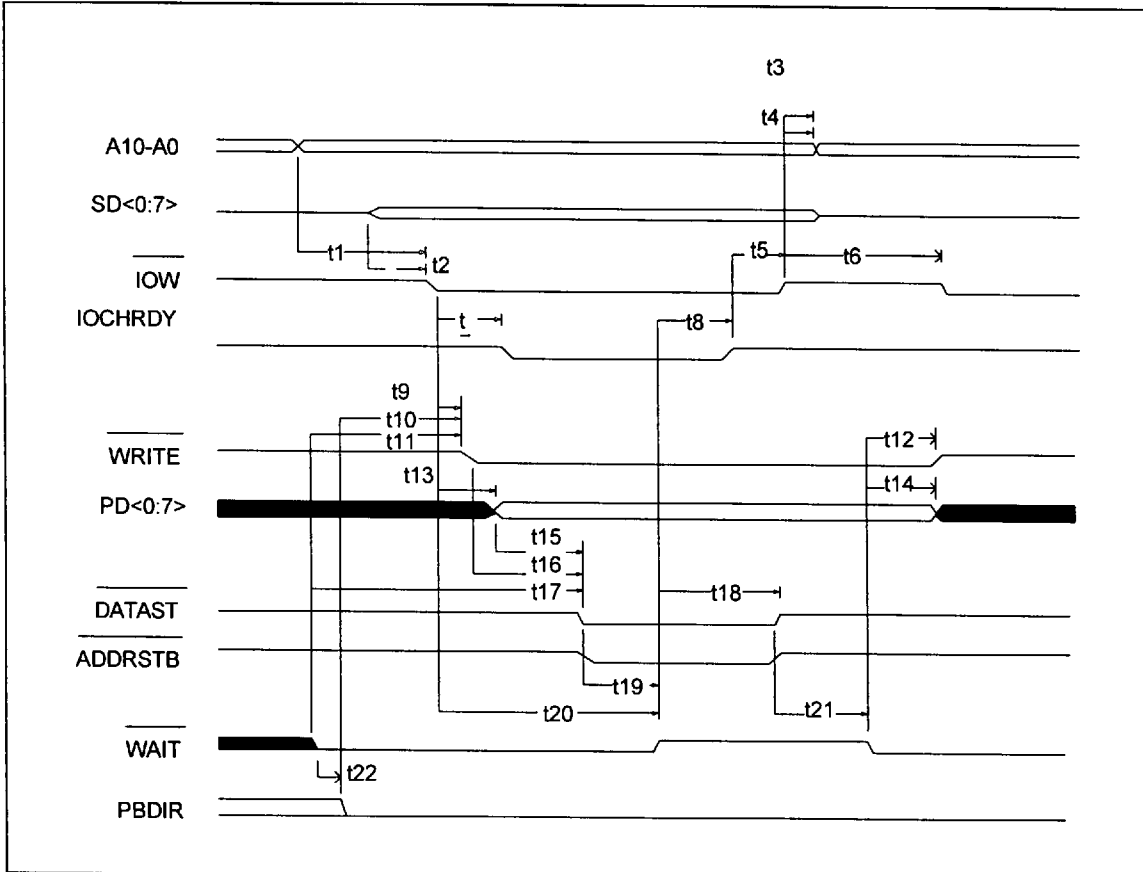 t3
t4
A10-A0
SD<0:7>
t1
t2
t5
t6
IOW
IOCHRDY
t
t8
t9
t10
t11
t12
WRITE
t13
t14
PD<0:7>
t15
t16
t17
t18
DATAST
ADDRSTB
t19
t20
t21
WAIT
t22
PBDIR